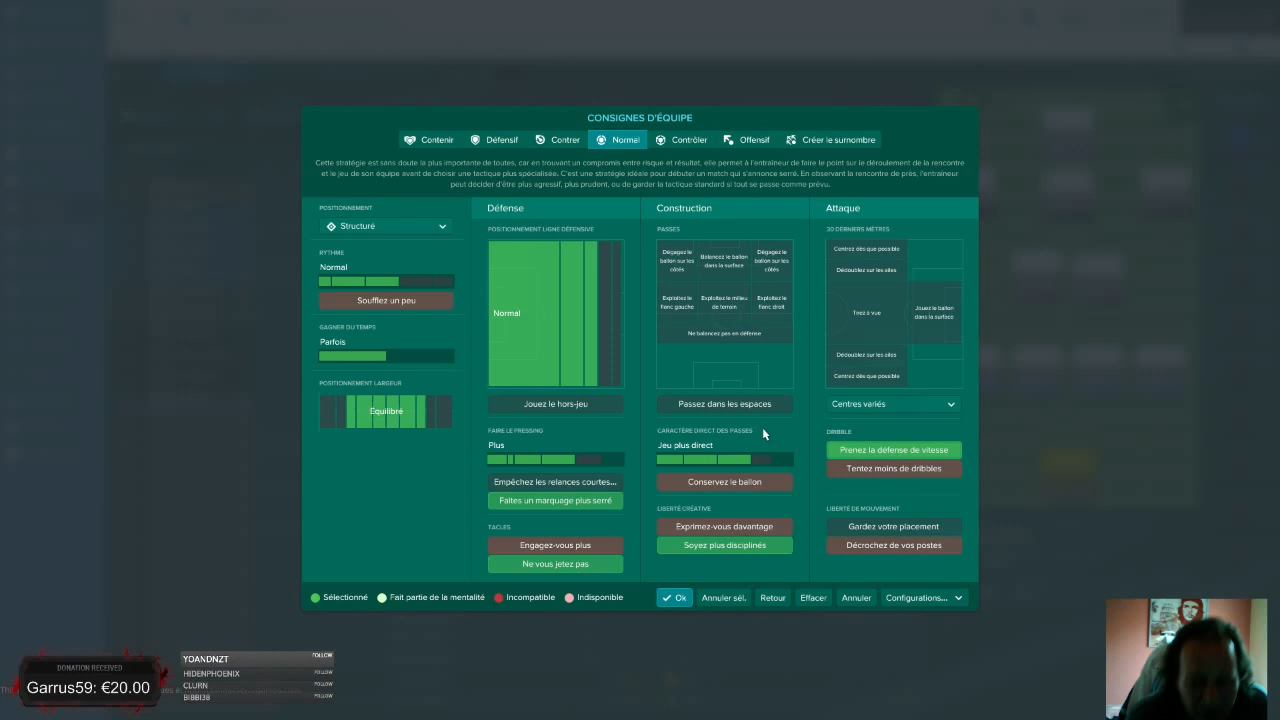 CONSIGNES D'ÉQUIPE
Contenir
Défensif
Contrer
Normal
Contrôler
Offensif
Créer le surnombre
Cette stratégie est sans doute la plus importante de toutes, car en trouvant un compromis entre risque et résultat, elle permet à l'entraîneur de faire le point sur le déroulement de la rencontre
et le jeu de son équipe avant de choisir une tactique plus spécialisée. C'est une stratégie idéale pour débuter un match qui s'annonce serré. En observant la rencontre de près, l'entraîneur
peut décider d'être plus agressif, plus prudent, ou de garder la tactique standard si tout se passe comme prévu.
POSITIONNEMENT
Structuré
RYTHME
Normal
Soufflez un peu
GAGNER DU TEMPS
Parfois
POSITIONNEMENT LARGEUR
Equilibré
Défense
POSITIONNEMENT LIGNE DÉFENSIVE
Normal
Jouez le hors-jeu
FAIRE LE PRESSING
Plus
Empêchez les relances courtes...
Faites un marquage plus serré
TACLES
Engagez-vous plus
Ne vous jetez pas
Construction
PASSES
Dégagez le
ballon sur les
côtés
Balancez le ballon
dans la surface
Dégagez le
ballon sur les
côtés
Exploitez le
flanc gauche
Exploitez le milieu
de terrain
Exploitez le
flanc droit
Ne balancez pas en défense
Passez dans les espaces
CARACTÈRE DIRECT DES PASSES
Jeu plus direct
Conservez le ballon
LIBERTÉ CRÉATIVE
Exprimez-vous davantage
Soyez plus disciplinés
Attaque
30 DERNIERS MÈTRES
Centrez dès que possible
Dédoublez sur les ailes
Tirez à vue
Jouez le ballon
dans la surface
Dédoublez sur les ailes
Centrez dès que possible
Centres variés
DRIBBLE
Prenez la défense de vitesse
Tentez moins de dribbles
LIBERTÉ DE MOUVEMENT
Gardez votre placement
Décrochez de vos postes
Sélectionné
Fait partie de la mentalité
Incompatible
Indisponible
Ok
Annuler sél.
Retour
Effacer
Annuler
Configurations...
DONATION RECEIVED
Garrus59: €20.00
YOANDNZT FOLLOW
HIDENPHOENIX FOLLOW
CLURN FOLLOW
BIBBI38 FOLLOW